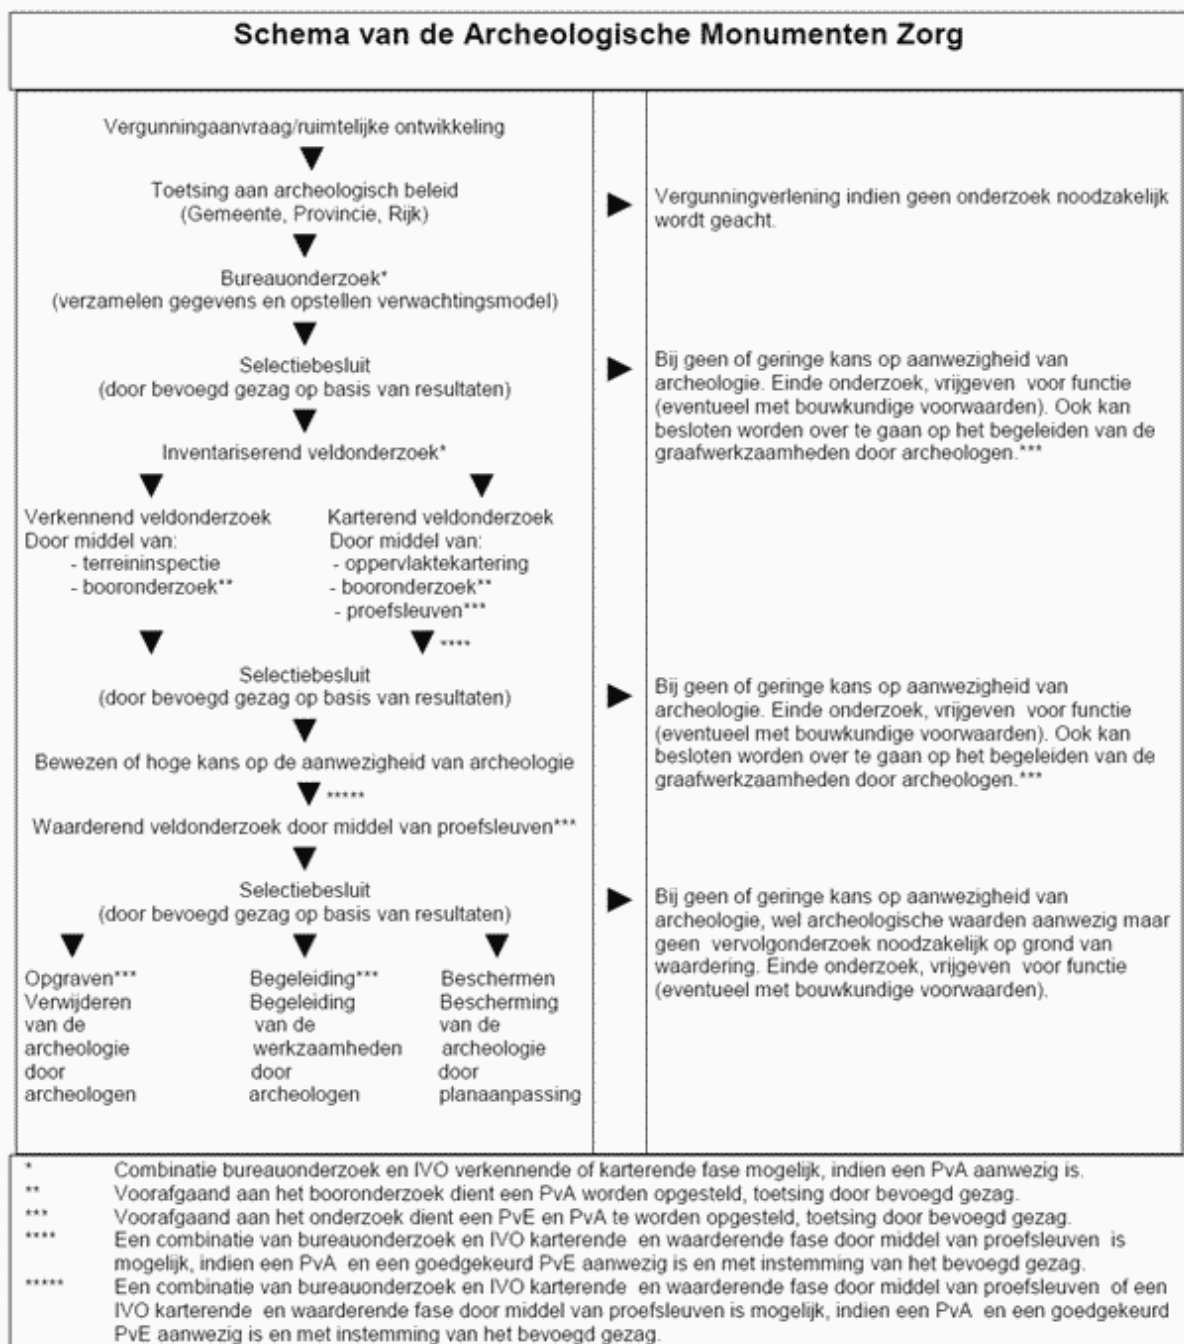 Schema van de Archeologische Monumenten Zorg
Vergunningaanvraag/ruimtelijke ontwikkeling
Toetsing aan archeologisch beleid
(Gemeente, Provincie, Rijk)
Vergunningverlening indien geen onderzoek noodzakelijk
wordt geacht.
Bureauonderzoek*
(verzamelen gegevens en opstellen verwachtingsmodel)
Selectiebesluit
(door bevoegd gezag op basis van resultaten)
Bij geen of geringe kans op aanwezigheid van
archeologie. Einde onderzoek, vrijgeven voor functie
(eventueel met bouwkundige voorwaarden). Ook kan
besloten worden over te gaan op het begeleiden van de
graafwerkzaamheden door archeologen.***
Inventariserend veldonderzoek*
Verkennend veldonderzoek
Door middel van:
- terreininspectie
- booronderzoek**
Karterend veldonderzoek
Door middel van:
- oppervlaktekartering
- booronderzoek**
- proefsleuven***
****
Selectiebesluit
(door bevoegd gezag op basis van resultaten)
Bij geen of geringe kans op aanwezigheid van
archeologie. Einde onderzoek, vrijgeven voor functie
(eventueel met bouwkundige voorwaarden). Ook kan
besloten worden over te gaan op het begeleiden van de
graafwerkzaamheden door archeologen.***
Bewezen of hoge kans op de aanwezigheid van archeologie
*****
Waarderend veldonderzoek door middel van proefsleuven***
Selectiebesluit
(door bevoegd gezag op basis van resultaten)
Bij geen of geringe kans op aanwezigheid van
archeologie, wel archeologische waarden aanwezig maar
geen vervolgonderzoek noodzakelijk op grond van
waardering. Einde onderzoek, vrijgeven voor functie
(eventueel met bouwkundige voorwaarden).
Opgraven***
Verwijderen
van de
archeologie
door
archeologen
Begeleiding***
Begeleiding
van de
werkzaamheden
door
archeologen
Beschermen
Bescherming
van de
archeologie
door
planaanpassing
* Combinatie bureauonderzoek en IVO verkennende of karterende fase mogelijk, indien een PvA aanwezig is.
** Voorafgaand aan het booronderzoek dient een PvA worden opgesteld, toetsing door bevoegd gezag.
*** Voorafgaand aan het onderzoek dient een PvE en PvA te worden opgesteld, toetsing door bevoegd gezag.
**** Een combinatie van bureauonderzoek en IVO karterende en waarderende fase door middel van proefsleuven is
mogelijk, indien een PvA en een goedgekeurd PvE aanwezig is en met instemming van het bevoegd gezag.
***** Een combinatie van bureauonderzoek en IVO karterende en waarderende fase door middel van proefsleuven of een
IVO karterende en waarderende fase door middel van proefsleuven is mogelijk, indien een PvA en een goedgekeurd
PvE aanwezig is en met instemming van het bevoegd gezag.